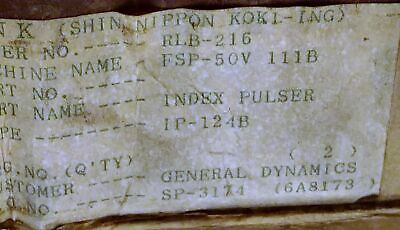 N K (SHIN NIPPON KOKI-ING)
ER NO.----- RLB-216
CHINE NAME ----- FSP-50V 111B
RT NO.-----
RT NAME ------ INDEX PULSER
PE ------ IP-124B
G.NO.(Q'TY) ( 2 )
CUSTOMER ------ GENERAL DYNAMICS
G.NO. ----- SP-3174 (6A8173)